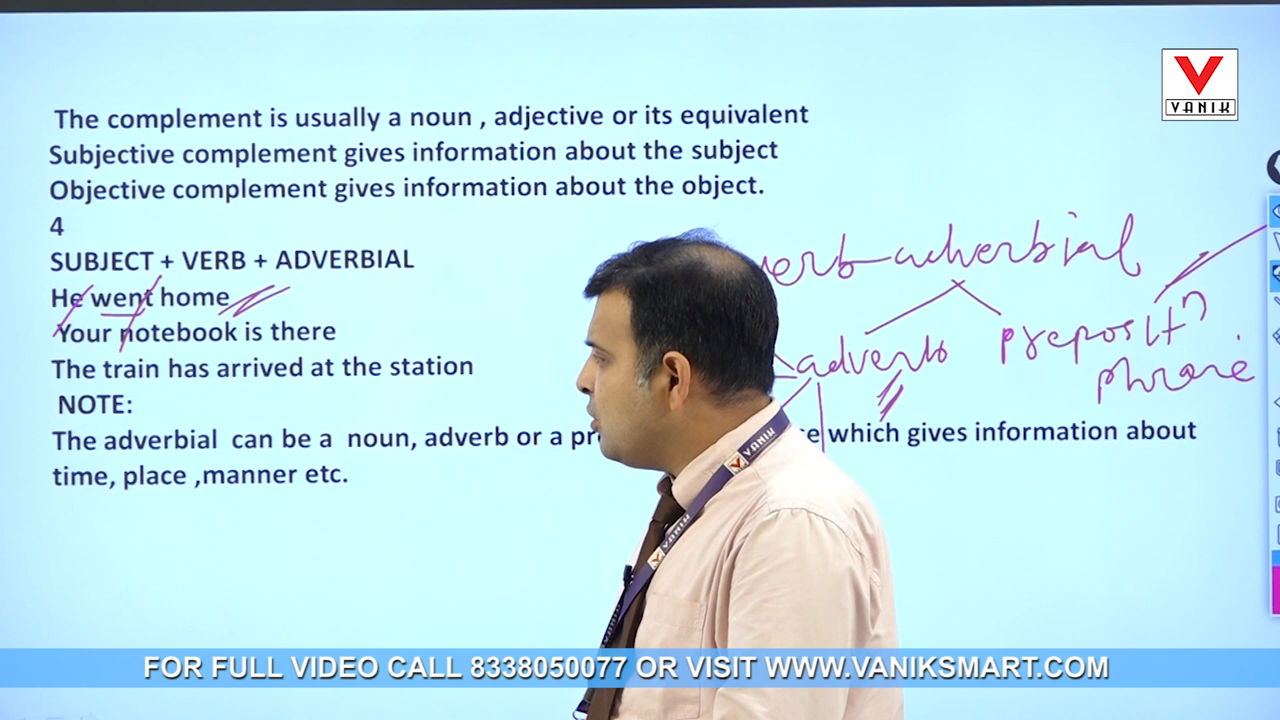 The complement is usually a noun , adjective or its equivalent
Subjective complement gives information about the subject
Objective complement gives information about the object.
4
SUBJECT + VERB + ADVERBIAL
He went home
Your notebook is there
The train has arrived at the station
NOTE:
The adverbial can be a noun, adverb or a which gives information about
time, place ,manner etc.
adverbial
adverb
preposit^n
phrase
VANIK
VANIK
VANIK
VANIK
FOR FULL VIDEO CALL 8338050077 OR VISIT WWW.VANIKSMART.COM